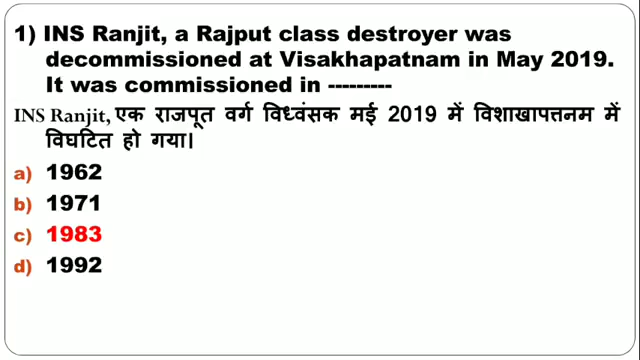 1) INS Ranjit, a Rajput class destroyer was
decommissioned at Visakhapatnam in May 2019.
It was commissioned in ---------
INS Ranjit, एक राजपूत वर्ग विध्वंसक मई 2019 में विशाखापत्तनम में
विघटित हो गया।
a) 1962
b) 1971
c) 1983
d) 1992